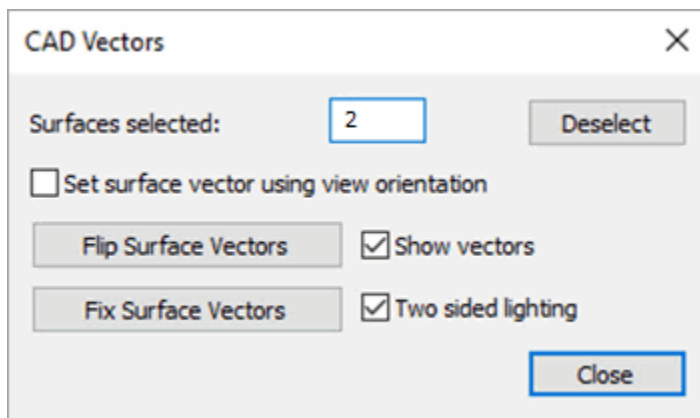 CAD Vectors
Surfaces selected: 2 Deselect
Set surface vector using view orientation
Flip Surface Vectors Show vectors
Fix Surface Vectors Two sided lighting
Close